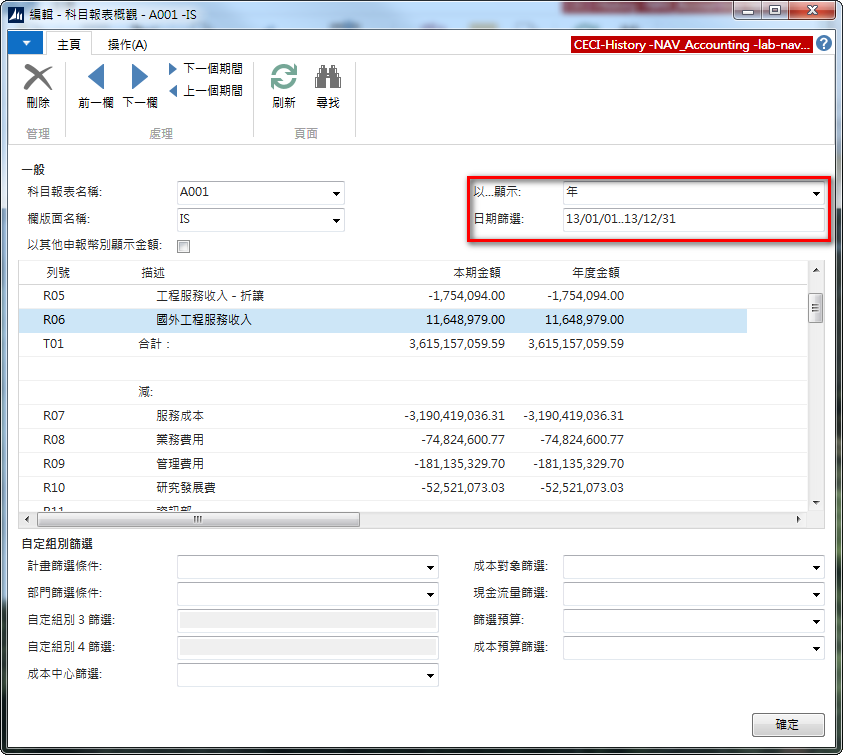 編輯 - 科目報表概觀 - A001 -IS
主頁 操作(A)
CECI-History -NAV_Accounting -lab-nav... ?
刪除
管理
前一欄 下一欄
下一個期間
上一個期間
處理
刷新 尋找
頁面
一般
科目報表名稱: A001
以...顯示: 年
欄版面名稱: IS
日期篩選: 13/01/01..13/12/31
以其他申報幣別顯示金額:
列號 描述 本期金額 年度金額
R05 工程服務收入 - 折讓 -1,754,094.00 -1,754,094.00
R06 國外工程服務收入 11,648,979.00 11,648,979.00
T01 合計: 3,615,157,059.59 3,615,157,059.59
減:
R07 服務成本 -3,190,419,036.31 -3,190,419,036.31
R08 業務費用 -74,824,600.77 -74,824,600.77
R09 管理費用 -181,135,329.70 -181,135,329.70
R10 研究發展費 -52,521,073.03 -52,521,073.03
R11 資訊部
自定組別篩選
計畫篩選條件: 成本對象篩選:
部門篩選條件: 現金流量篩選:
自定組別 3 篩選: 篩選預算:
自定組別 4 篩選: 成本預算篩選:
成本中心篩選:
確定